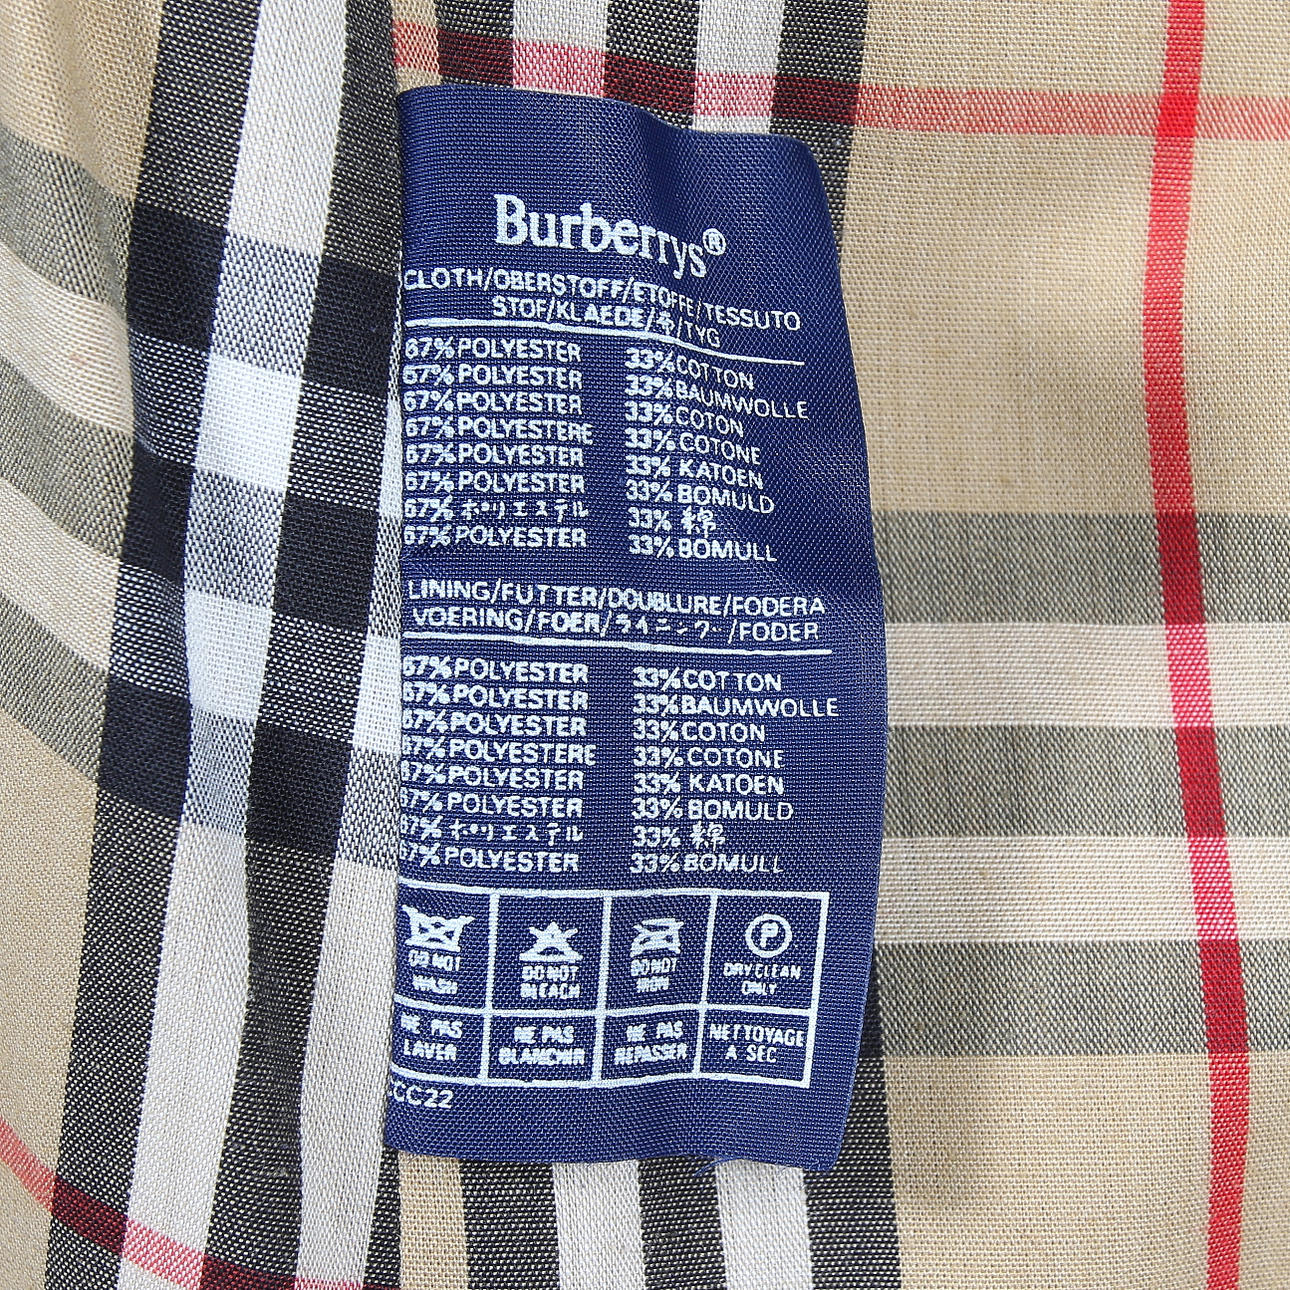 Burberrys®
CLOTH/OBERSTOFF/ETOFFE/TESSUTO
STOF/KLAEDE/本/TYG
67% POLYESTER 33% COTTON
67% POLYESTER 33% BAUMWOLLE
67% POLYESTER 33% COTON
67% POLYESTERE 33% COTONE
67% POLYESTER 33% KATOEN
67% POLYESTER 33% BOMULD
67% ポリエステル 33% 綿
67% POLYESTER 33% BOMULL
LINING/FUTTER/DOUBLURE/FODERA
VOERING/FOER/ライニング/FODER
67% POLYESTER 33% COTTON
67% POLYESTER 33% BAUMWOLLE
67% POLYESTER 33% COTON
67% POLYESTERE 33% COTONE
67% POLYESTER 33% KATOEN
67% POLYESTER 33% BOMULD
67% ポリエステル 33% 綿
67% POLYESTER 33% BOMULL
P
DO NOT DO NOT DO NOT DRY CLEAN
WASH BLEACH IRON ONLY
NE PAS NE PAS NE PAS NETTOYAGE
LAVER BLANCHIR REPASSER A SEC
CC22